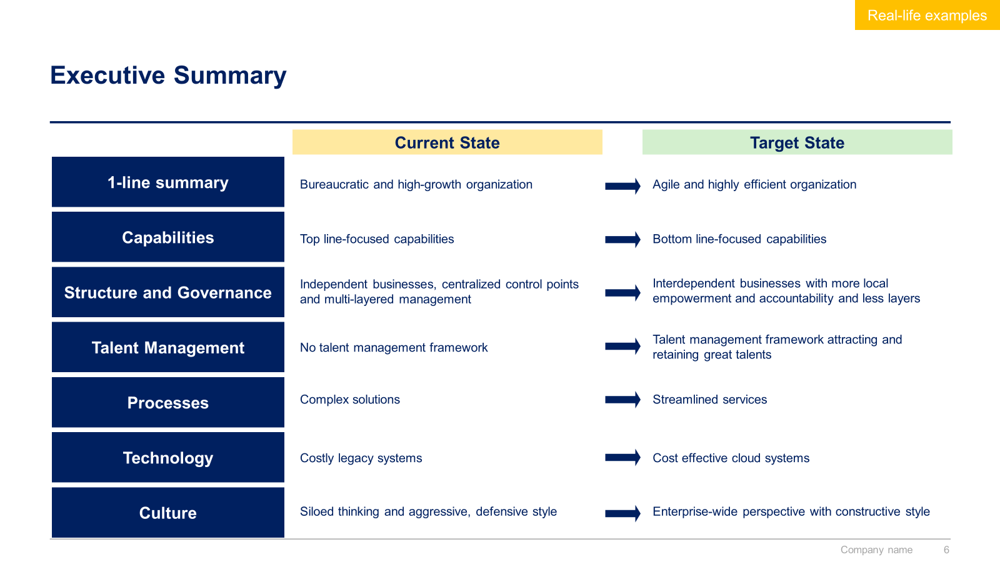 Real-life examples
Executive Summary
Current State
Target State
1-line summary
Bureaucratic and high-growth organization
Agile and highly efficient organization
Capabilities
Top line-focused capabilities
Bottom line-focused capabilities
Structure and Governance
Independent businesses, centralized control points
and multi-layered management
Interdependent businesses with more local
empowerment and accountability and less layers
Talent Management
No talent management framework
Talent management framework attracting and
retaining great talents
Processes
Complex solutions
Streamlined services
Technology
Costly legacy systems
Cost effective cloud systems
Culture
Siloed thinking and aggressive, defensive style
Enterprise-wide perspective with constructive style
Company name
6